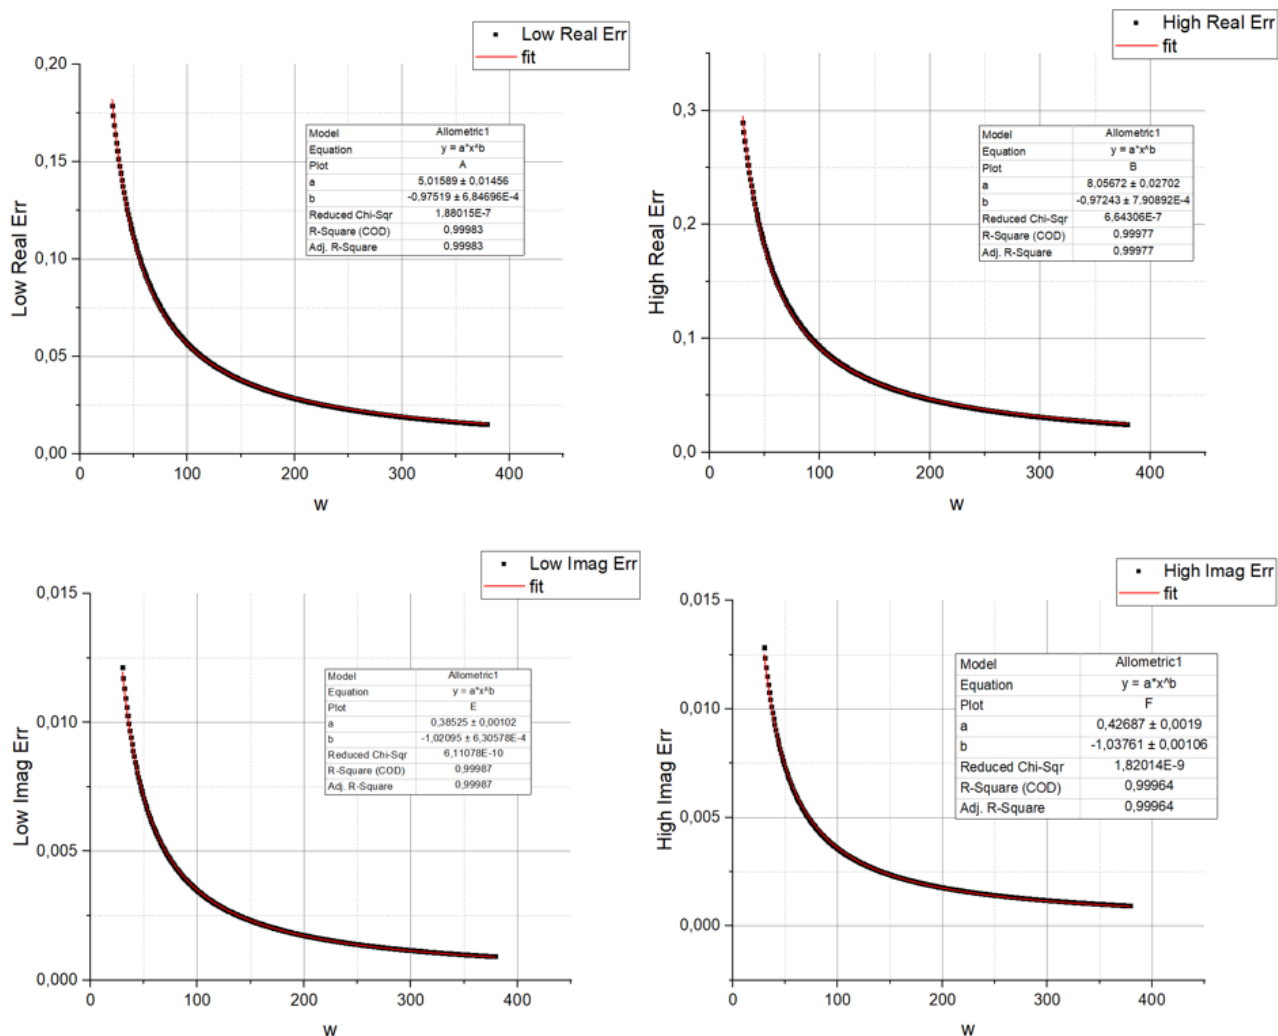 Low Real Err
fit
0,20
0,15
0,10
0,05
0,00
0 100 200 300 400
Low Real Err
w
Model Allometric1
Equation y = a*x^b
Plot A
a 5,01589 ± 0,01456
b -0,97519 ± 6,84696E-4
Reduced Chi-Sqr 1,88015E-7
R-Square (COD) 0,99983
Adj. R-Square 0,99983
High Real Err
fit
0,3
0,2
0,1
0,0
0 100 200 300 400
High Real Err
w
Model Allometric1
Equation y = a*x^b
Plot B
a 8,05672 ± 0,02702
b -0,97243 ± 7,90892E-4
Reduced Chi-Sqr 6,64306E-7
R-Square (COD) 0,99977
Adj. R-Square 0,99977
Low Imag Err
fit
0,015
0,010
0,005
0,000
0 100 200 300 400
Low Imag Err
w
Model Allometric1
Equation y = a*x^b
Plot E
a 0,38525 ± 0,00102
b -1,02095 ± 6,30578E-4
Reduced Chi-Sqr 6,11078E-10
R-Square (COD) 0,99987
Adj. R-Square 0,99987
High Imag Err
fit
0,015
0,010
0,005
0,000
0 100 200 300 400
High Imag Err
w
Model Allometric1
Equation y = a*x^b
Plot F
a 0,42687 ± 0,0019
b -1,03761 ± 0,00106
Reduced Chi-Sqr 1,82014E-9
R-Square (COD) 0,99964
Adj. R-Square 0,99964